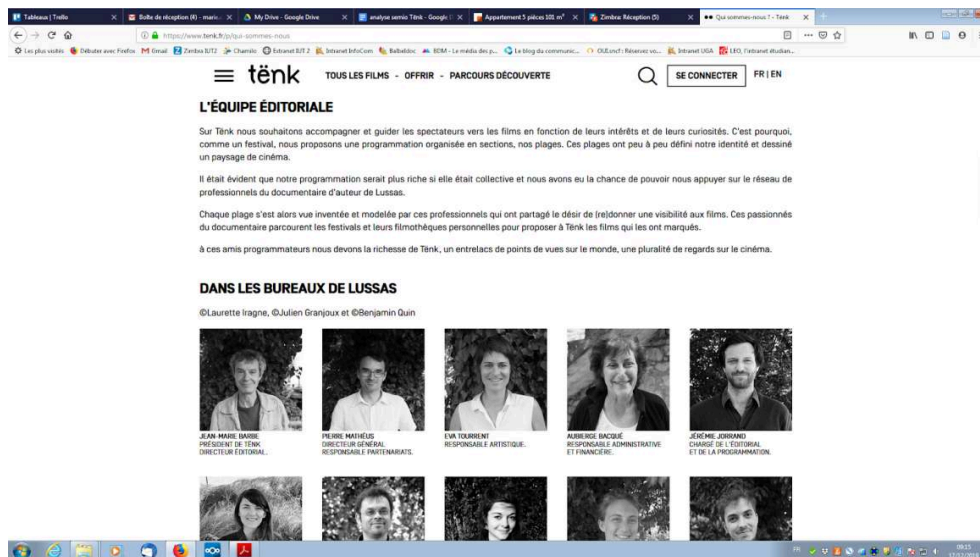 Tableaux | Trello
Boîte de réception (4) - marin
My Drive - Google Drive
analyse semio Tënk - Google
Appartement 5 pièces 101 m²
Zimbra: Réception (5)
Qui sommes-nous ? - Tënk
https://www.tenk.fr/p/qui-sommes-nous
Les plus visités
Débuter avec Firefox
Gmail
Zimbra IUT2
Chamilo
Extranet IUT 2
Intranet InfoCom
BDM - Le média des p...
Le blog du communic...
Intranet UGA
LEO, l'intranet étudian...
tënk
TOUS LES FILMS - OFFRIR - PARCOURS DÉCOUVERTE
SE CONNECTER
FR | EN
L'ÉQUIPE ÉDITORIALE
Sur Tënk nous souhaitons accompagner et guider les spectateurs vers les films en fonction de leurs intérêts et de leurs curiosités. C'est pourquoi,
comme un festival, nous proposons une programmation organisée en sections, nos plages. Ces plages ont peu à peu défini notre identité et dessiné
un paysage de cinéma.
Il était évident que notre programmation serait plus riche si elle était collective et nous avons eu la chance de pouvoir nous appuyer sur le réseau de
professionnels du documentaire d'auteur de Lussas.
Chaque plage s'est alors vue inventée et modelée par ces professionnels qui ont partagé le désir de (re)donner une visibilité aux films. Ces passionnés
du documentaire parcourent les festivals et leurs filmothèques personnelles pour proposer à Tënk les films qui les ont marqués.
à ces amis programmateurs nous devons la richesse de Tënk, un entrelacs de points de vues sur le monde, une pluralité de regards sur le cinéma.
DANS LES BUREAUX DE LUSSAS
©Laurette Iragne, ©Julien Granjoux et ©Benjamin Quin
JEAN-MARIE BARBE
PRÉSIDENT DE TËNK
DIRECTEUR ÉDITORIAL.
PIERRE MATHÉUS
DIRECTEUR GÉNÉRAL.
RESPONSABLE PARTENARIATS.
EVA TOURRENT
RESPONSABLE ARTISTIQUE.
AUBIERGE BACQUÉ
RESPONSABLE ADMINISTRATIVE
ET FINANCIÈRE.
JÉRÉMIE JORRAND
CHARGÉ DE L'ÉDITORIAL
ET DE LA PROGRAMMATION.
FR
09:15